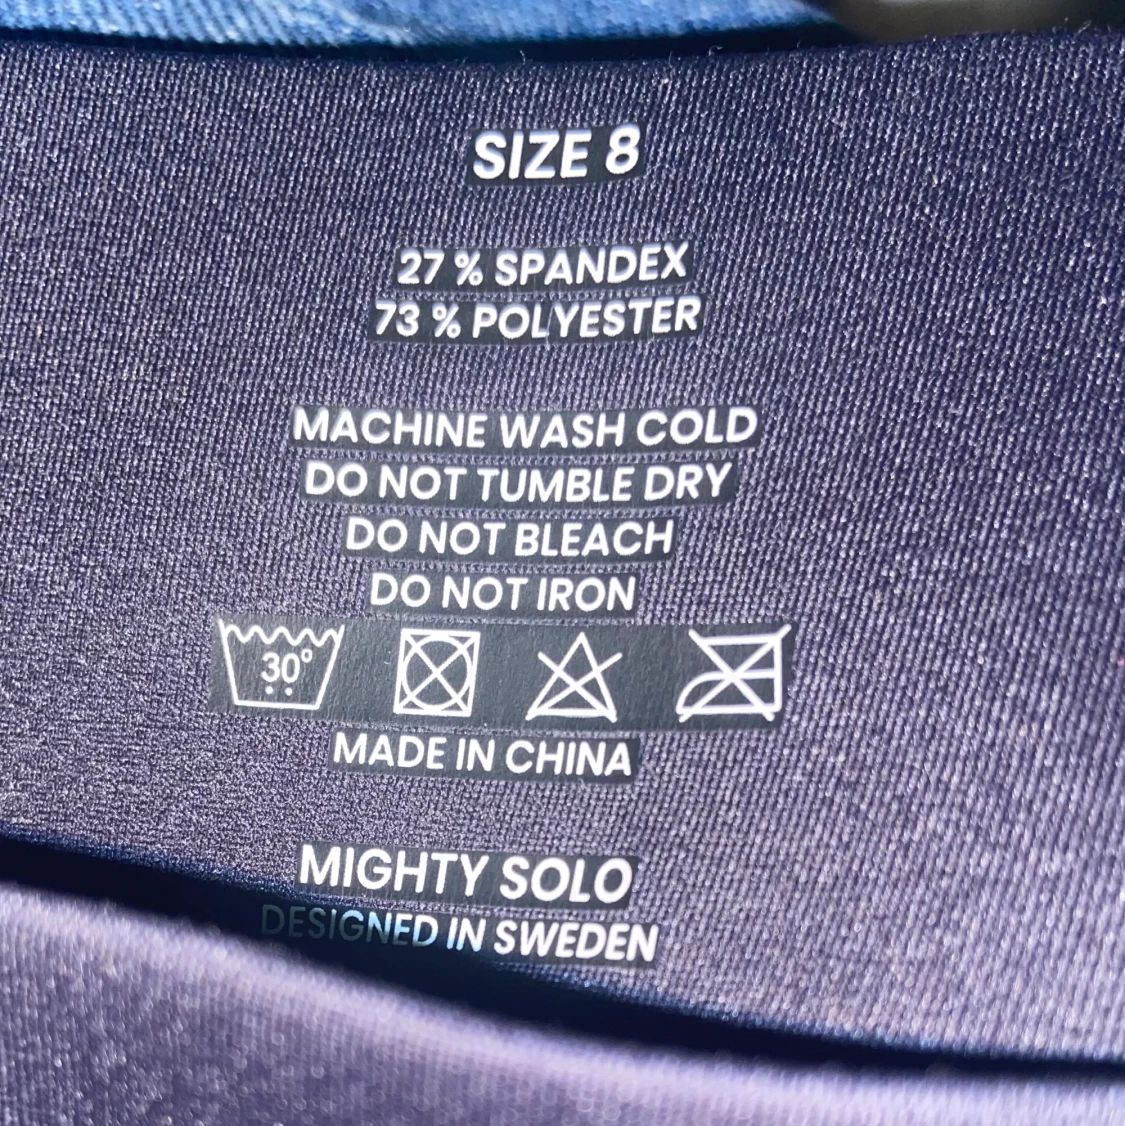 SIZE 8
27 % SPANDEX
73 % POLYESTER
MACHINE WASH COLD
DO NOT TUMBLE DRY
DO NOT BLEACH
DO NOT IRON
30°
MADE IN CHINA
MIGHTY SOLO
DESIGNED IN SWEDEN